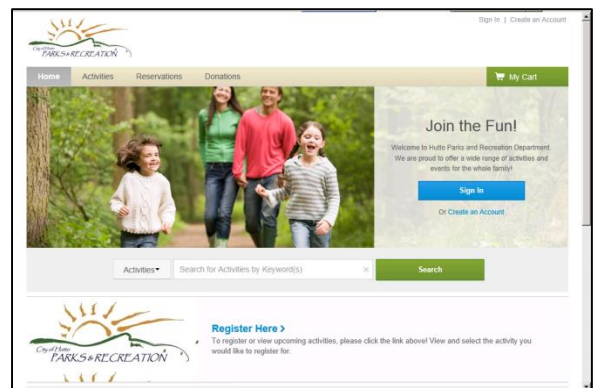 Sign In | Create an Account
City of Hutto
PARKS & RECREATION
Home Activities Reservations Donations My Cart
Join the Fun!
Welcome to Hutto Parks and Recreation Department
We are proud to offer a wide range of activities and
events for the whole family!
Sign In
Or Create an Account
Activities Search for Activities by Keyword(s) × Search
Register Here >
To register or view upcoming activities, please click the link above! View and select the activity you
would like to register for.
City of Hutto
PARKS & RECREATION